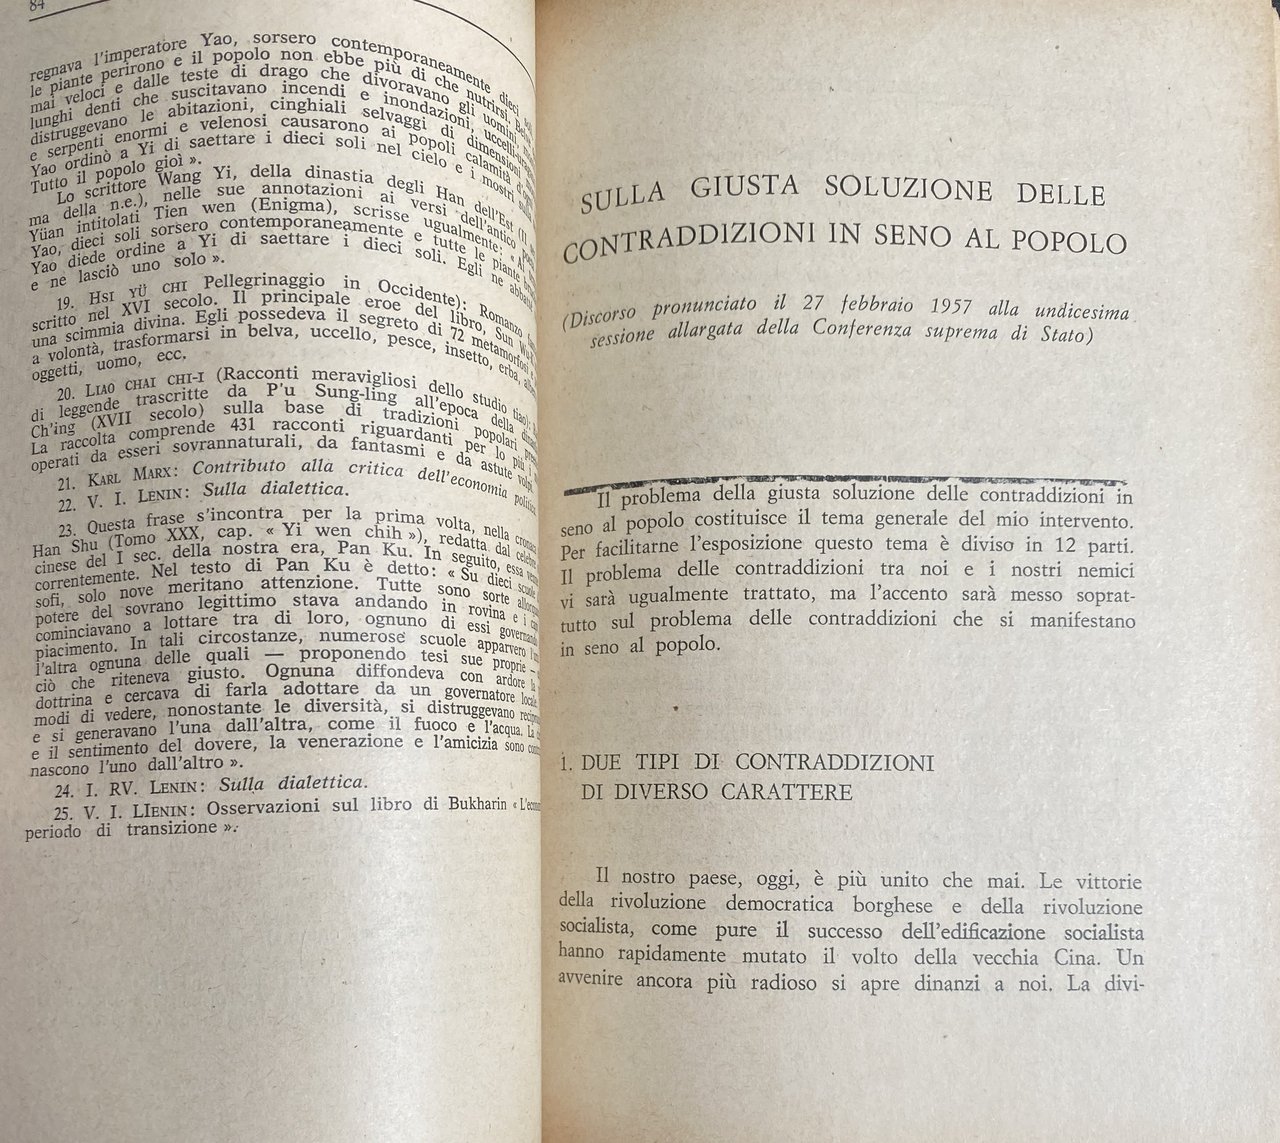 84
regnava l'imperatore Yao, sorsero contemporaneamente dieci
le piante perirono e il popolo non ebbe più di che nutrirsi.
mai veloci e dalle teste di drago che divoravano gli uomini,
lunghi denti che suscitavano incendi e inondazioni,
distruggevano le abitazioni, cinghiali selvaggi di dimensioni
e serpenti enormi e velenosi causarono ai popoli calamità
Yao ordinò a Yi di saettare i dieci soli nel cielo e i mostri sulla
Tutto il popolo gioì ».
Lo scrittore Wang Yi, della dinastia degli Han dell'Est (II
ma della n.e.), nelle sue annotazioni ai versi dell'antico
Yüan intitolati Tien wen (Enigma), scrisse ugualmente: « Ai
Yao, dieci soli sorsero contemporaneamente e tutte le piante
Yao diede ordine a Yi di saettare i dieci soli. Egli ne
e ne lasciò uno solo ».
19. HSI YÜ CHI Pellegrinaggio in Occidente): Romanzo
scritto nel XVI secolo. Il principale eroe del libro, Sun
una scimmia divina. Egli possedeva il segreto di 72 metamorfosi
a volontà, trasformarsi in belva, uccello, pesce, insetto, erba,
oggetti, uomo, ecc.
20. LIAO CHAI CHI-I (Racconti meravigliosi dello studio tiao):
di leggende trascritte da P'u Sung-ling all'epoca della
Ch'ing (XVII secolo) sulla base di tradizioni popolari
La raccolta comprende 431 racconti riguardanti per lo più i
operati da esseri sovrannaturali, da fantasmi e da astute volpi.
21. KARL MARX: Contributo alla critica dell'economia politica.
22. V. I. LENIN: Sulla dialettica.
23. Questa frase s'incontra per la prima volta, nella cronaca
Han Shu (Tomo XXX, cap. « Yi wen chih »), redatta dal celebre
cinese del I sec. della nostra era, Pan Ku. In seguito, essa
correntemente. Nel testo di Pan Ku è detto: « Su dieci scuole
sofi, solo nove meritano attenzione. Tutte sono sorte
potere del sovrano legittimo stava andando in rovina e i
cominciavano a lottare tra di loro, ognuno di essi governando
piacimento. In tali circostanze, numerose scuole apparvero
l'altra ognuna delle quali — proponendo tesi sue proprie —
ciò che riteneva giusto. Ognuna diffondeva con ardore la
dottrina e cercava di farla adottare da un governatore locale
modi di vedere, nonostante le diversità, si distruggevano
e si generavano l'una dall'altra, come il fuoco e l'acqua. La
e il sentimento del dovere, la venerazione e l'amicizia sono
nascono l'uno dall'altro ».
24. I. RV. LENIN: Sulla dialettica.
25. V. I. LIENIN: Osservazioni sul libro di Bukharin
periodo di transizione ».
SULLA GIUSTA SOLUZIONE DELLE
CONTRADDIZIONI IN SENO AL POPOLO
(Discorso pronunciato il 27 febbraio 1957 alla undicesima
sessione allargata della Conferenza suprema di Stato)
Il problema della giusta soluzione delle contraddizioni in
seno al popolo costituisce il tema generale del mio intervento.
Per facilitarne l'esposizione questo tema è diviso in 12 parti.
Il problema delle contraddizioni tra noi e i nostri nemici
vi sarà ugualmente trattato, ma l'accento sarà messo soprat-
tutto sul problema delle contraddizioni che si manifestano
in seno al popolo.
1. DUE TIPI DI CONTRADDIZIONI
DI DIVERSO CARATTERE
Il nostro paese, oggi, è più unito che mai. Le vittorie
della rivoluzione democratica borghese e della rivoluzione
socialista, come pure il successo dell'edificazione socialista
hanno rapidamente mutato il volto della vecchia Cina. Un
avvenire ancora più radioso si apre dinanzi a noi. La divi-